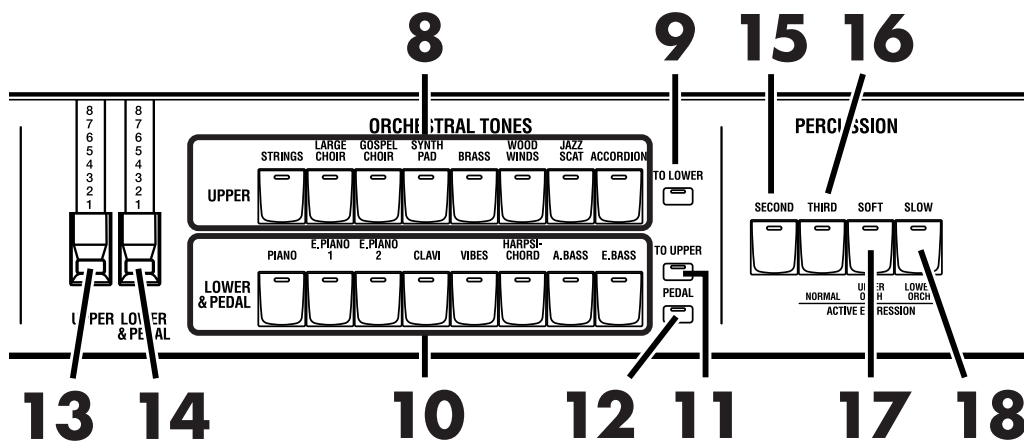 8 9 15 16
ORCHESTRAL TONES
PERCUSSION
8 8
7 7
6 6
5 5
4 4
3 3
2 2
1 1
UPPER
STRINGS
LARGE CHOIR
GOSPEL CHOIR
SYNTH PAD
BRASS
WOOD WINDS
JAZZ SCAT
ACCORDION
TO LOWER
SECOND THIRD SOFT SLOW
LOWER & PEDAL
PIANO
E.PIANO 1
E.PIANO 2
CLAVI
VIBES
HARPSI-CHORD
A.BASS
E.BASS
TO UPPER
PEDAL
NORMAL
UPPER ORCH
LOWER ORCH
ACTIVE EXPRESSION
UPPER
LOWER & PEDAL
13 14 10 12 11 17 18